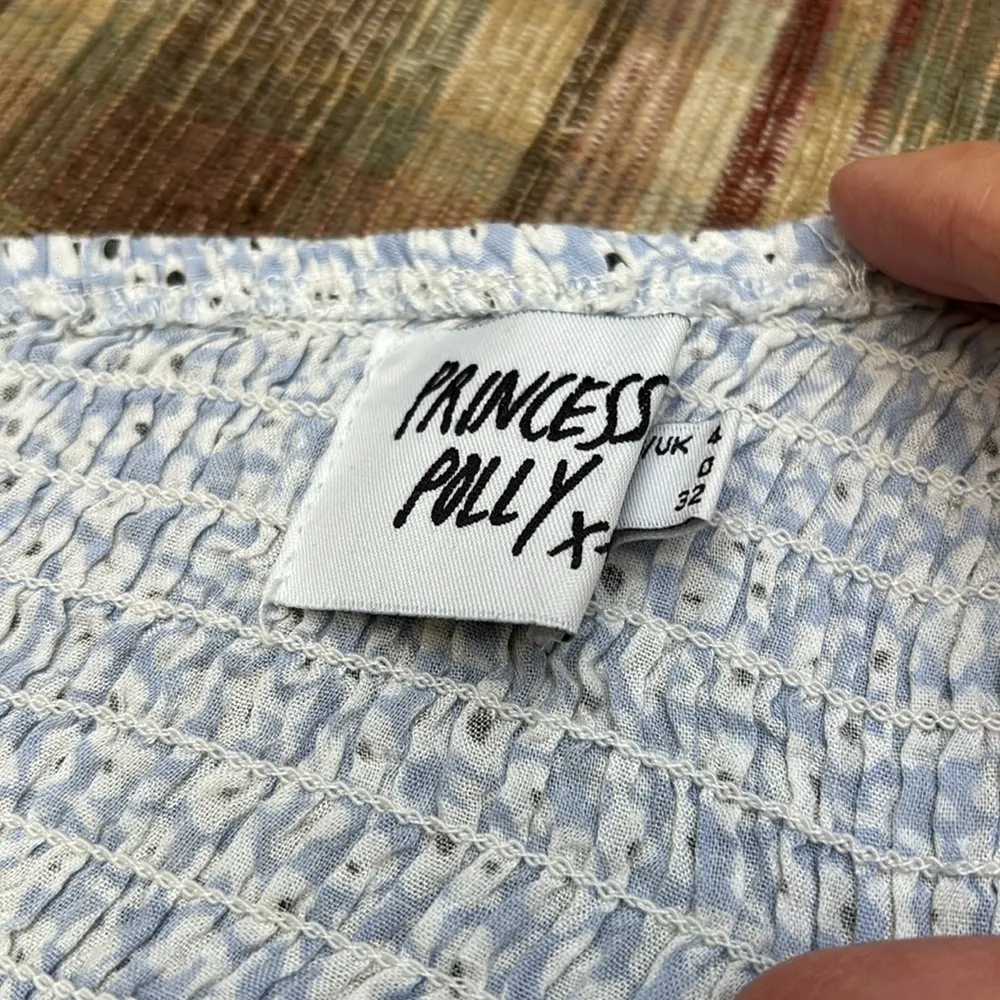 PRINCESS
POLLY
X-
/UK 4
0
32